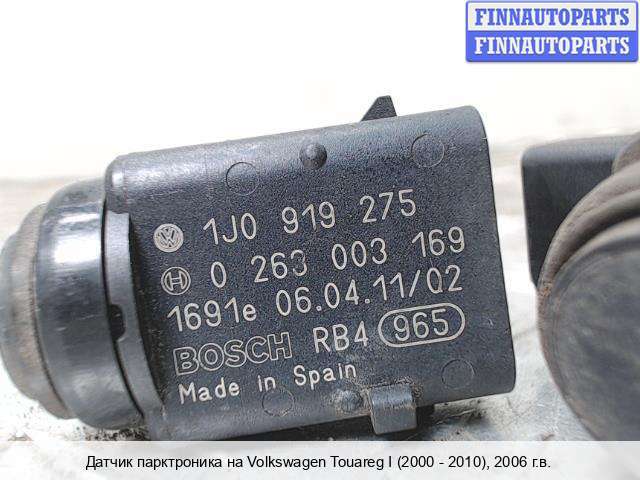 FINNAUTOPARTS
FINNAUTOPARTS
1J0 919 275
0 263 003 169
1691e 06.04.11/02
BOSCH RB4 965
Made in Spain
Датчик парктроника на Volkswagen Touareg I (2000 - 2010), 2006 г.в.